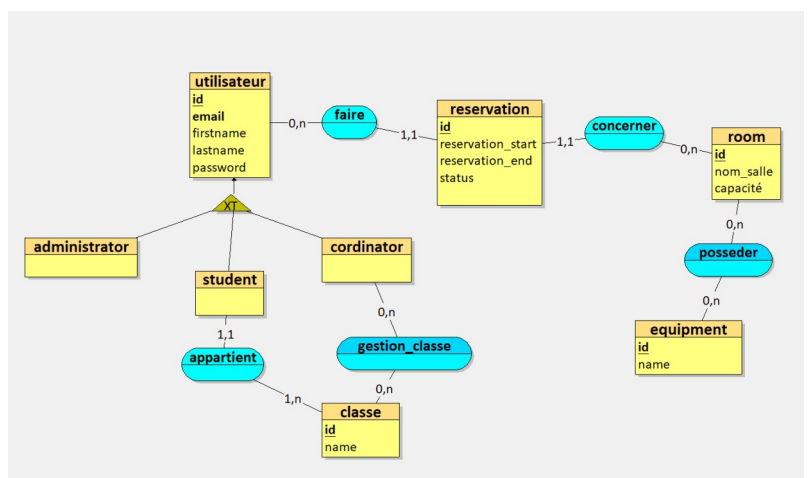 utilisateur
id
email
firstname
lastname
password
0,n
faire
1,1
reservation
id
reservation_start
reservation_end
status
1,1
concerner
0,n
room
id
nom_salle
capacité
XT
administrator
student
cordinator
0,n
posseder
0,n
equipment
id
name
1,1
appartient
1,n
0,n
gestion_classe
0,n
classe
id
name